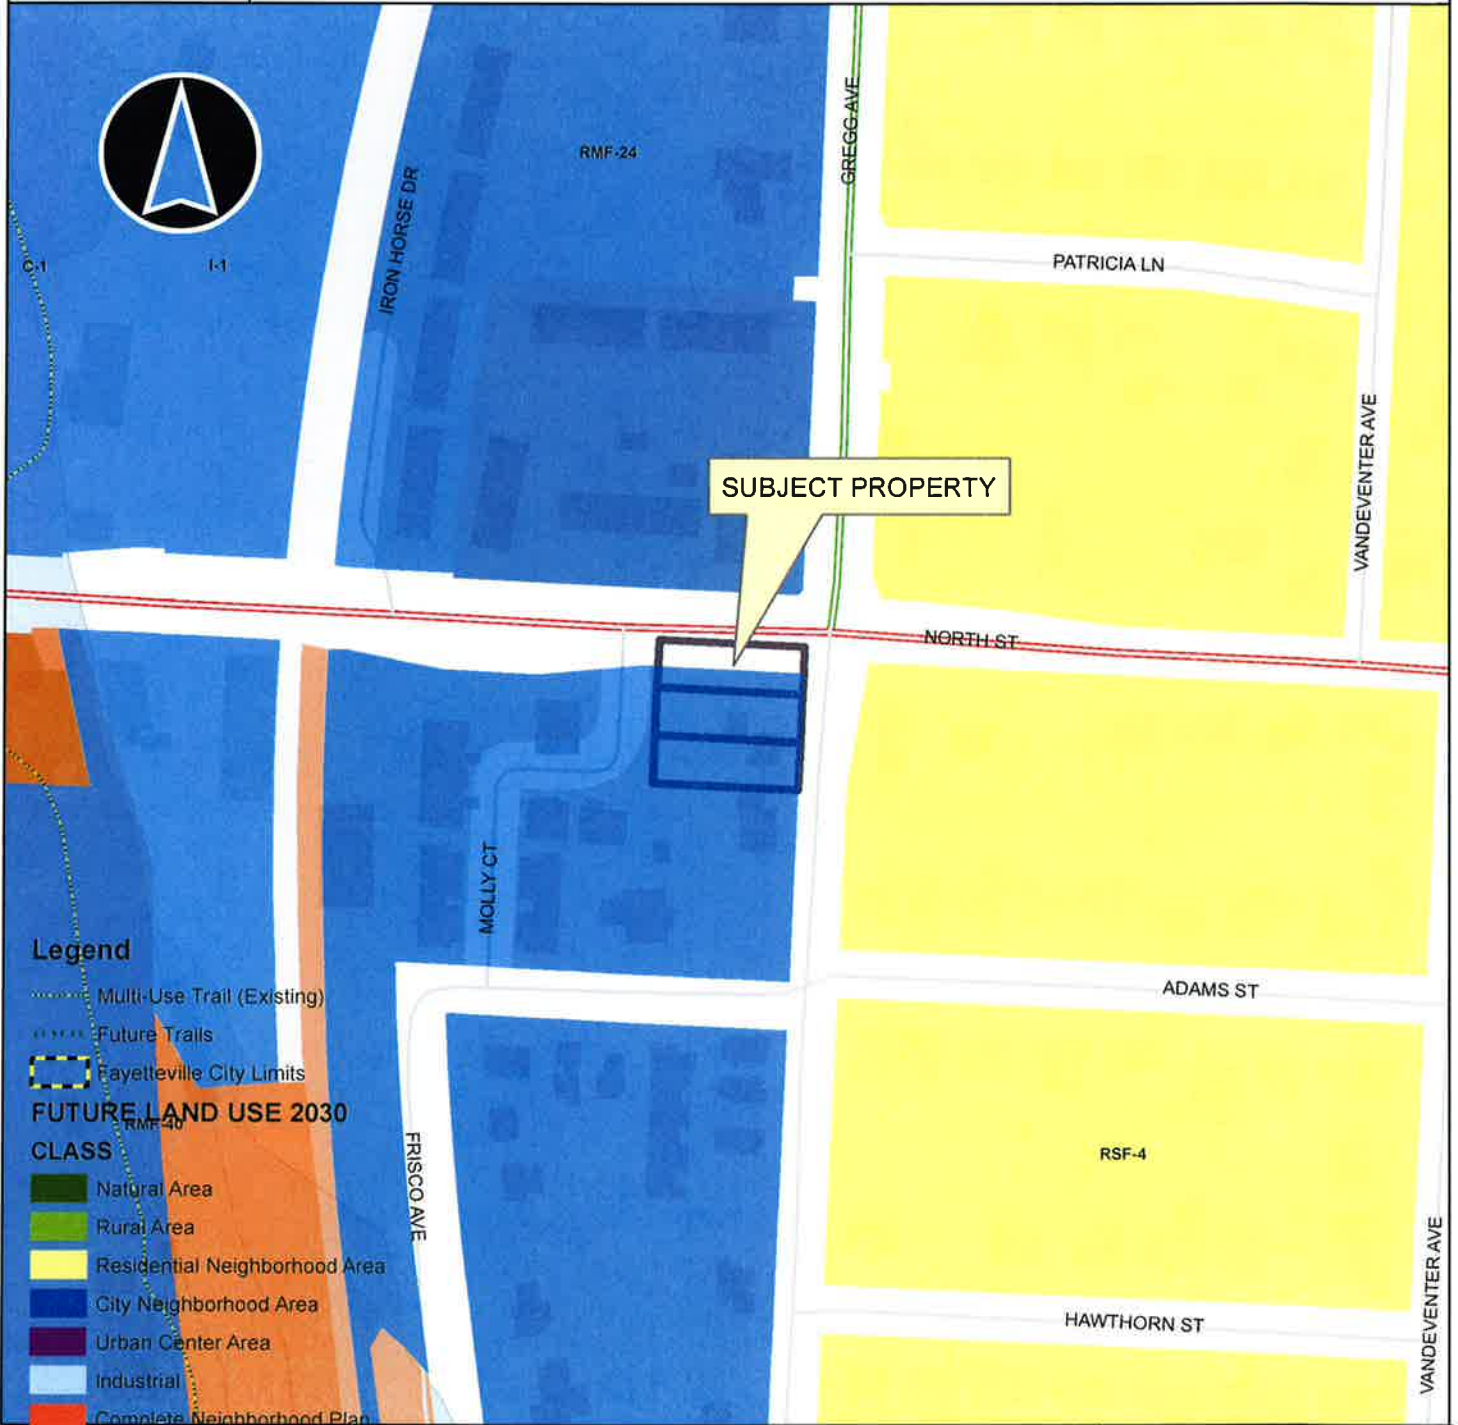 RMF-24
GREGG AVE
IRON HORSE DR
C-1
I-1
PATRICIA LN
VANDEVENTER AVE
SUBJECT PROPERTY
NORTH ST
MOLLY CT
ADAMS ST
FRISCO AVE
RSF-4
HAWTHORN ST
VANDEVENTER AVE
Legend
Multi-Use Trail (Existing)
Future Trails
Fayetteville City Limits
FUTURE LAND USE 2030
RMF-40
CLASS
Natural Area
Rural Area
Residential Neighborhood Area
City Neighborhood Area
Urban Center Area
Industrial
Complete Neighborhood Plan